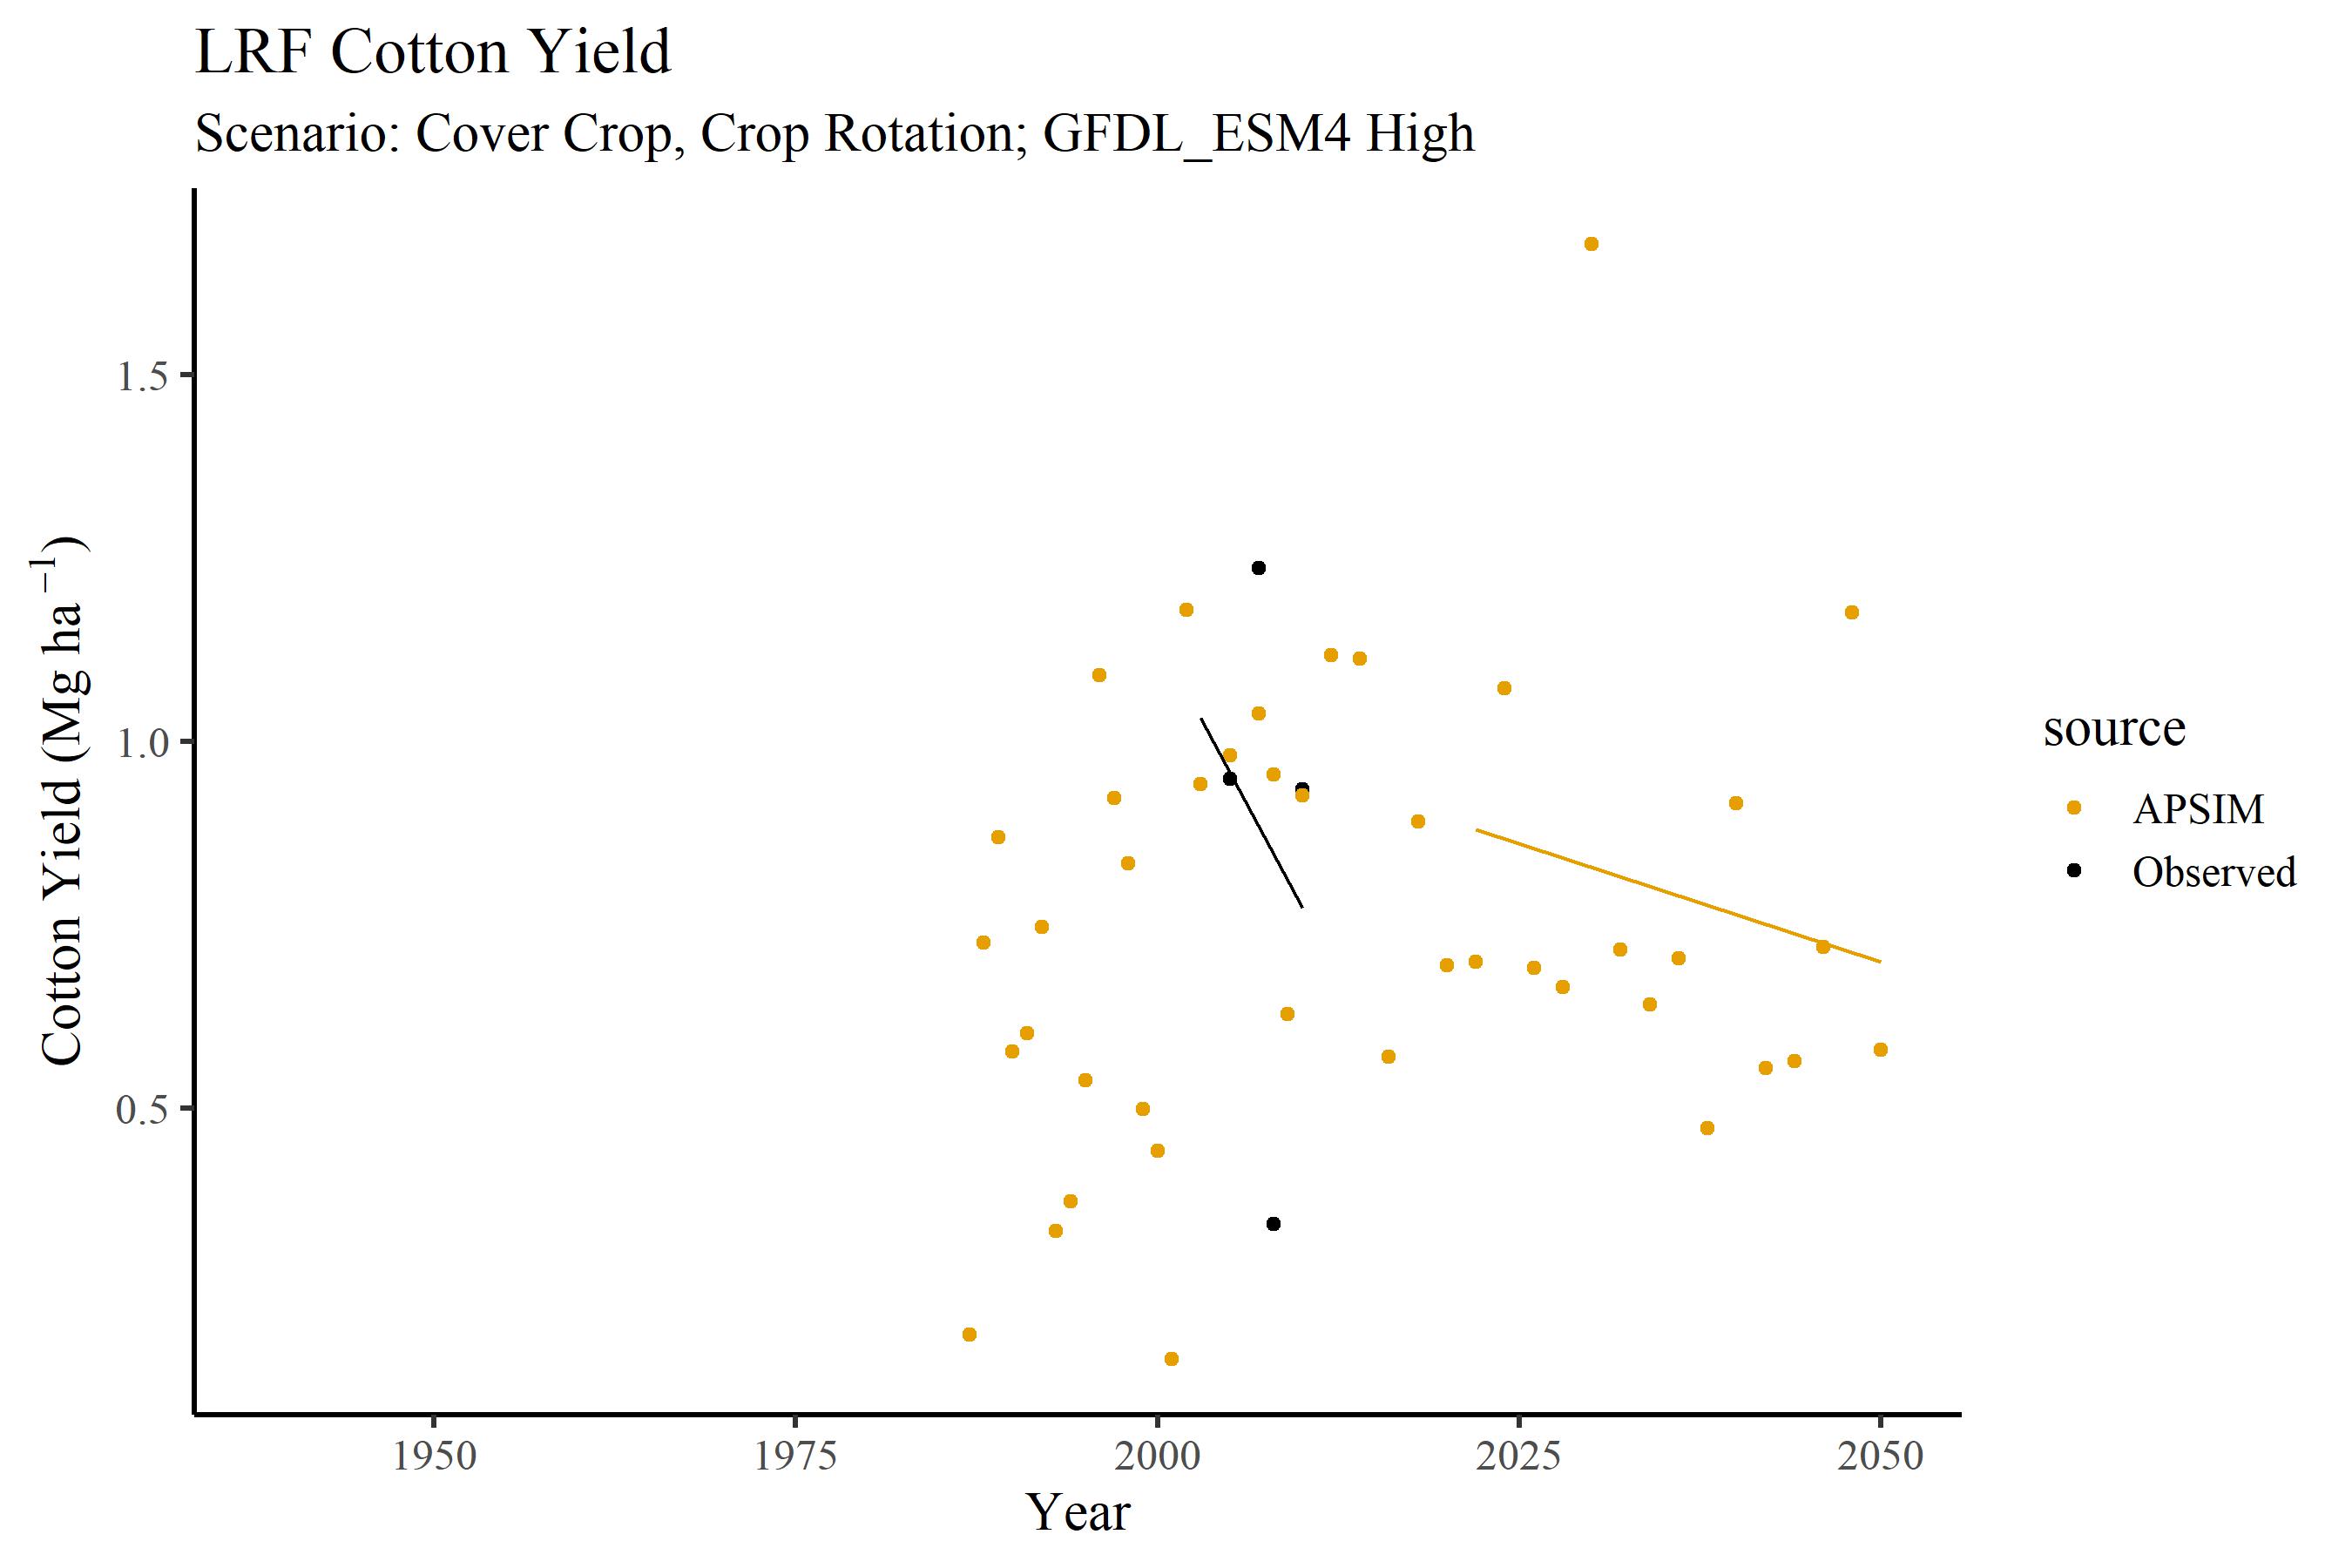 LRF Cotton Yield
Scenario: Cover Crop, Crop Rotation; GFDL_ESM4 High
Cotton Yield (Mg ha⁻¹)
1.5
1.0
0.5
1950 1975 2000 2025 2050
Year
source
APSIM
Observed